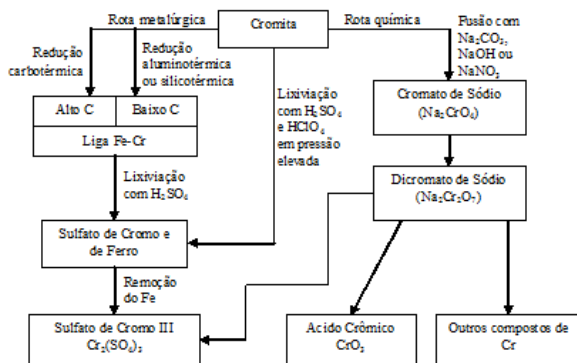 Rota metalúrgica
Cromita
Rota química
Redução
carbotérmica
Redução
aluminotérmica
ou silicotérmica
Fusão com
Na₂CO₃,
NaOH ou
NaNO₃
Alto C
Baixo C
Liga Fe-Cr
Lixiviação
com H₂SO₄
e HClO₄
em pressão
elevada
Cromato de Sódio
(Na₂CrO₄)
Lixiviação
com H₂SO₄
Dicromato de Sódio
(Na₂Cr₂O₇)
Sulfato de Cromo e
de Ferro
Remoção
do Fe
Sulfato de Cromo III
Cr₂(SO₄)₃
Acido Crômico
CrO₃
Outros compostos de
Cr